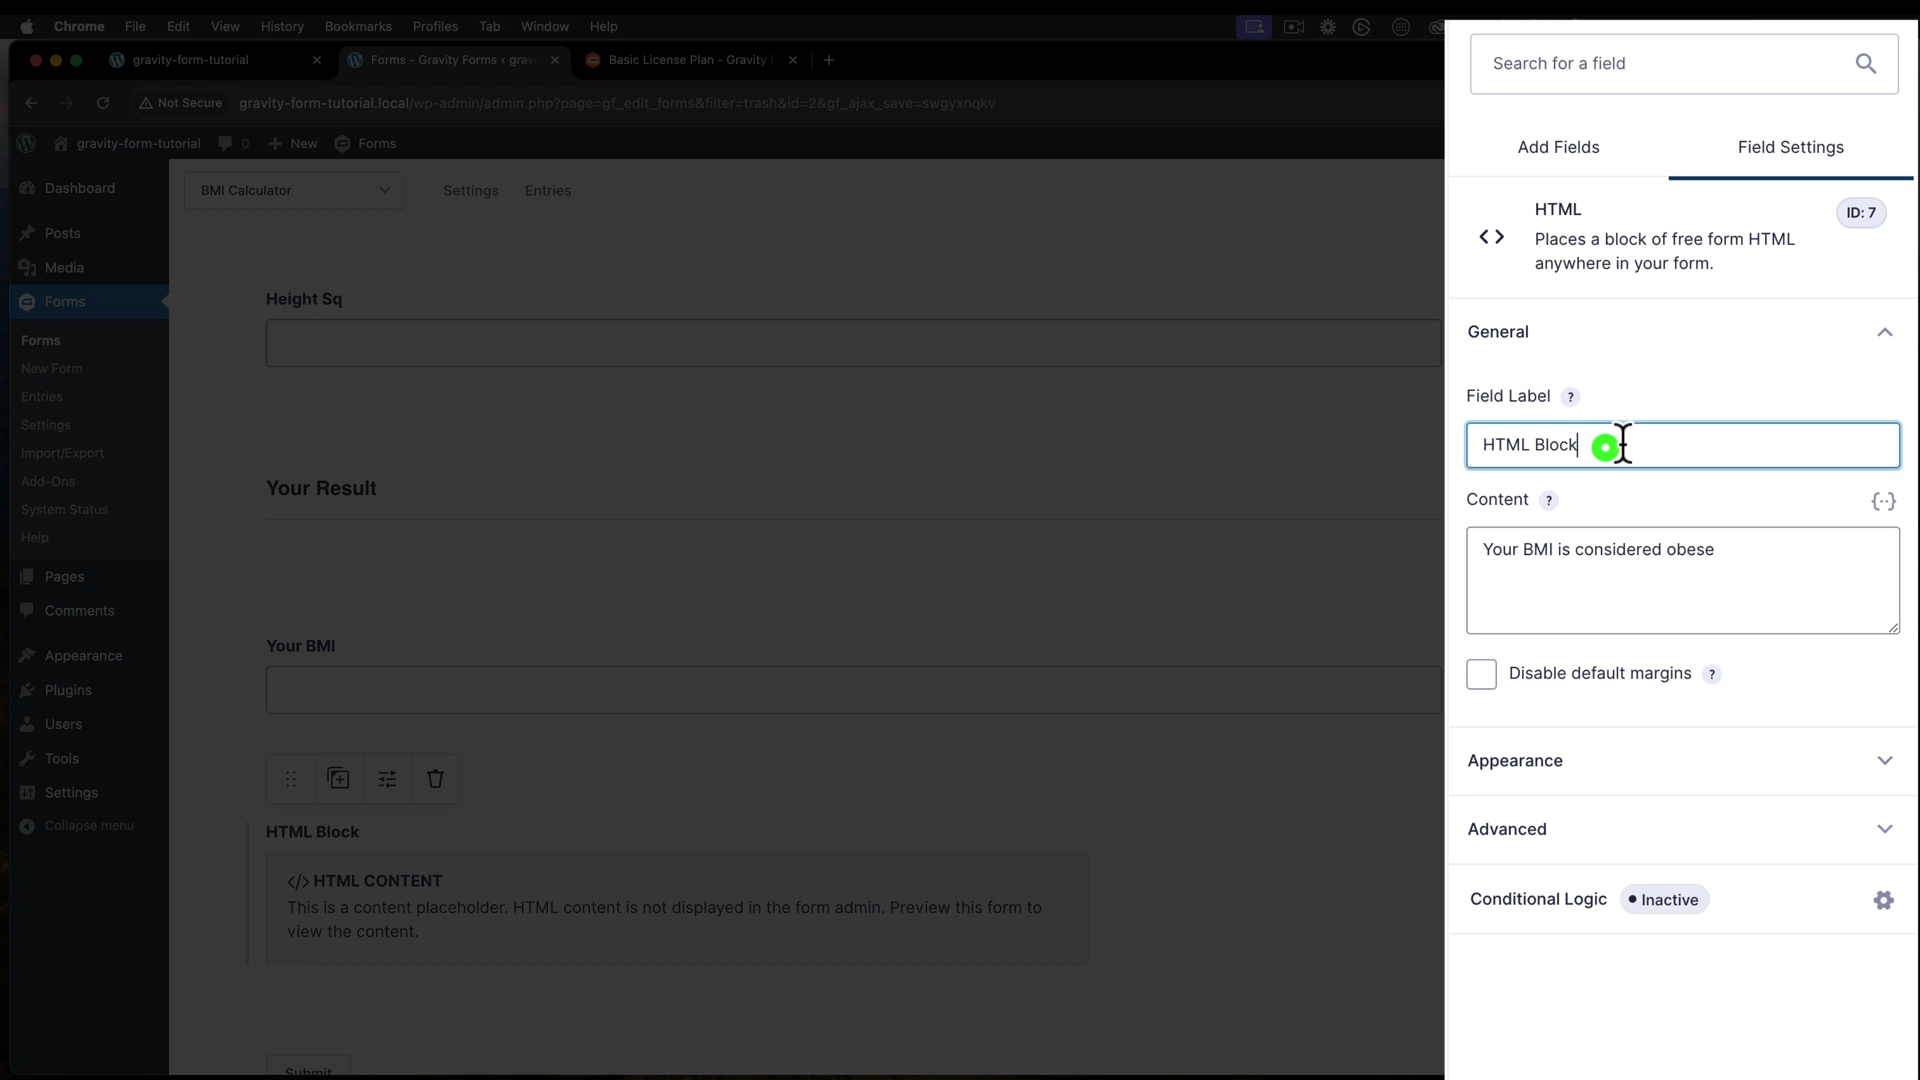 Chrome File Edit View History Bookmarks Profiles Tab Window Help
gravity-form-tutorial
Forms - Gravity Forms ‹ grav
Basic License Plan - Gravity F
Not Secure gravity-form-tutorial.local/wp-admin/admin.php?page=gf_edit_forms&filter=trash&id=2&gf_ajax_save=swgyxnqkv
gravity-form-tutorial 0 New Forms
Dashboard
Posts
Media
Forms
Forms
New Form
Entries
Settings
Import/Export
Add-Ons
System Status
Help
Pages
Comments
Appearance
Plugins
Users
Tools
Settings
Collapse menu
BMI Calculator Settings Entries
Height Sq
Your Result
Your BMI
HTML Block
</> HTML CONTENT
This is a content placeholder. HTML content is not displayed in the form admin. Preview this form to
view the content.
Submit
Search for a field
Add Fields Field Settings
HTML ID: 7
Places a block of free form HTML
anywhere in your form.
General
Field Label ?
HTML Block
Content ? {··}
Your BMI is considered obese
Disable default margins ?
Appearance
Advanced
Conditional Logic Inactive